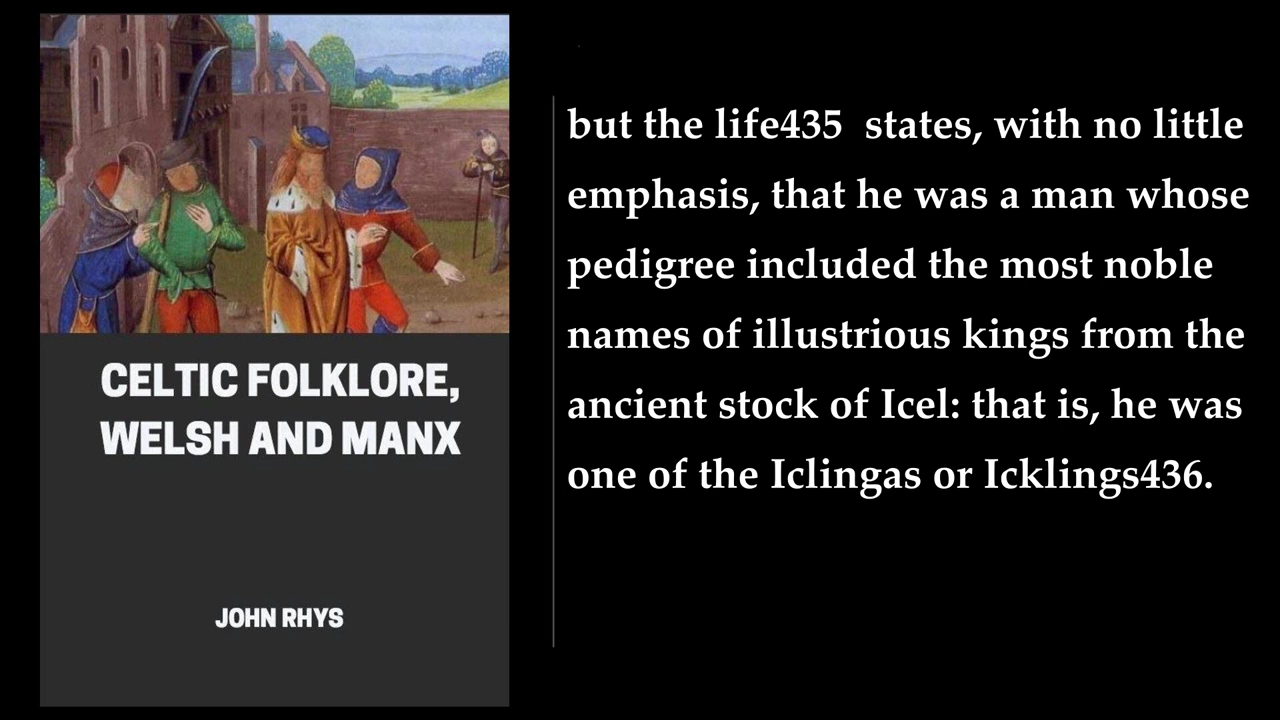 CELTIC FOLKLORE,
WELSH AND MANX
JOHN RHYS
but the life435  states, with no little
emphasis, that he was a man whose
pedigree included the most noble
names of illustrious kings from the
ancient stock of Icel: that is, he was
one of the Iclingas or Icklings436.